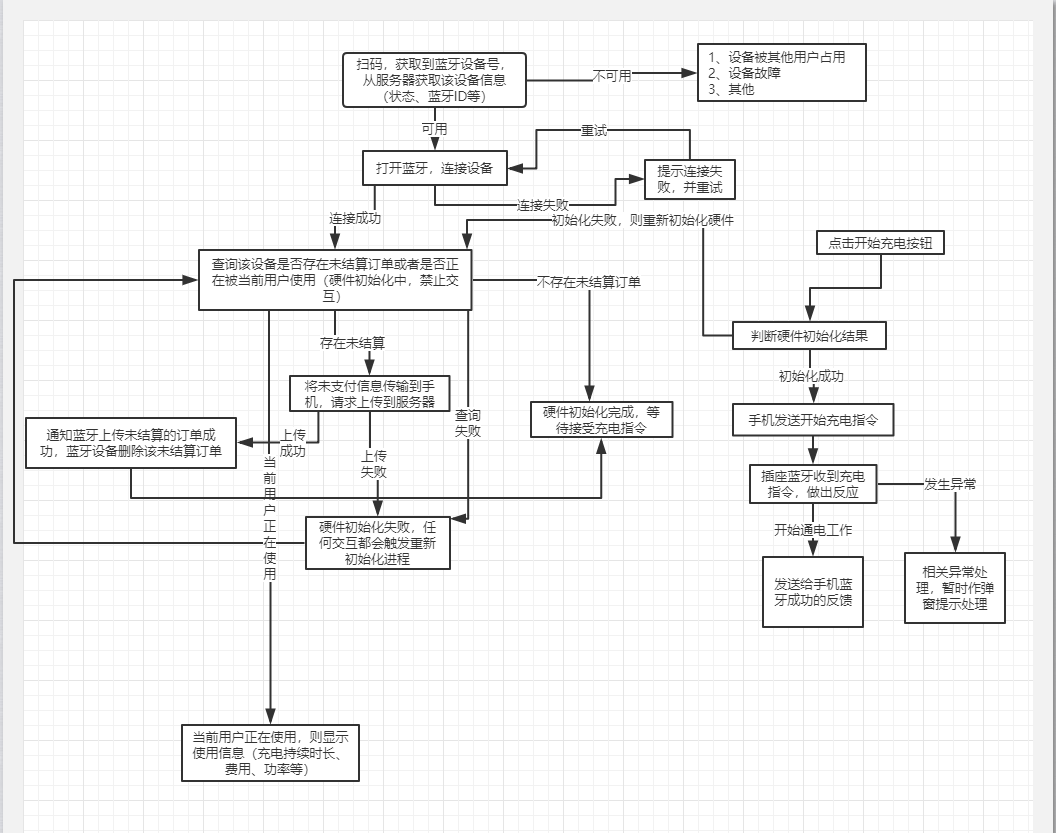 扫码，获取到蓝牙设备号，
从服务器获取该设备信息
（状态、蓝牙ID等）
不可用
1、设备被其他用户占用
2、设备故障
3、其他
可用
重试
打开蓝牙，连接设备
提示连接失
败，并重试
连接失败
连接成功
初始化失败，则重新初始化硬件
点击开始充电按钮
查询该设备是否存在未结算订单或者是否正
在被当前用户使用（硬件初始化中，禁止交
互）
不存在未结算订单
判断硬件初始化结果
存在未结算
初始化成功
将未支付信息传输到手
机，请求上传到服务器
查询
失败
硬件初始化完成，等
待接受充电指令
手机发送开始充电指令
通知蓝牙上传未结算的订单成
功，蓝牙设备删除该未结算订单
上传
成功
上传
失败
当
前
用
户
正
在
使
用
插座蓝牙收到充电
指令，做出反应
发生异常
硬件初始化失败，任
何交互都会触发重新
初始化进程
开始通电工作
发送给手机蓝
牙成功的反馈
相关异常处
理，暂时作弹
窗提示处理
当前用户正在使用，则显示
使用信息（充电持续时长、
费用、功率等）